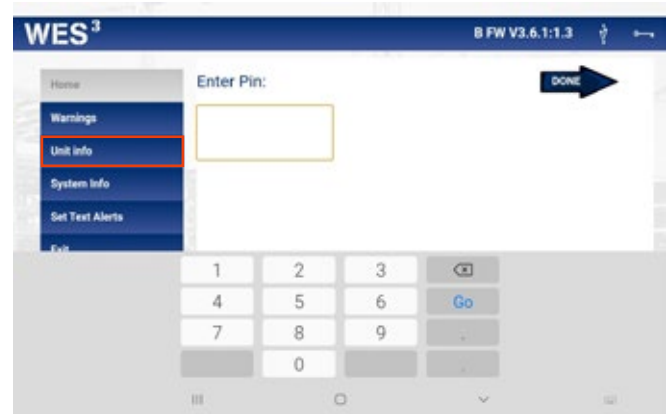 WES³
B FW V3.6.1:1.3
Home
Enter Pin:
DONE
Warnings
Unit info
System Info
Set Text Alerts
Exit
1 2 3
4 5 6 Go
7 8 9 .
0 .